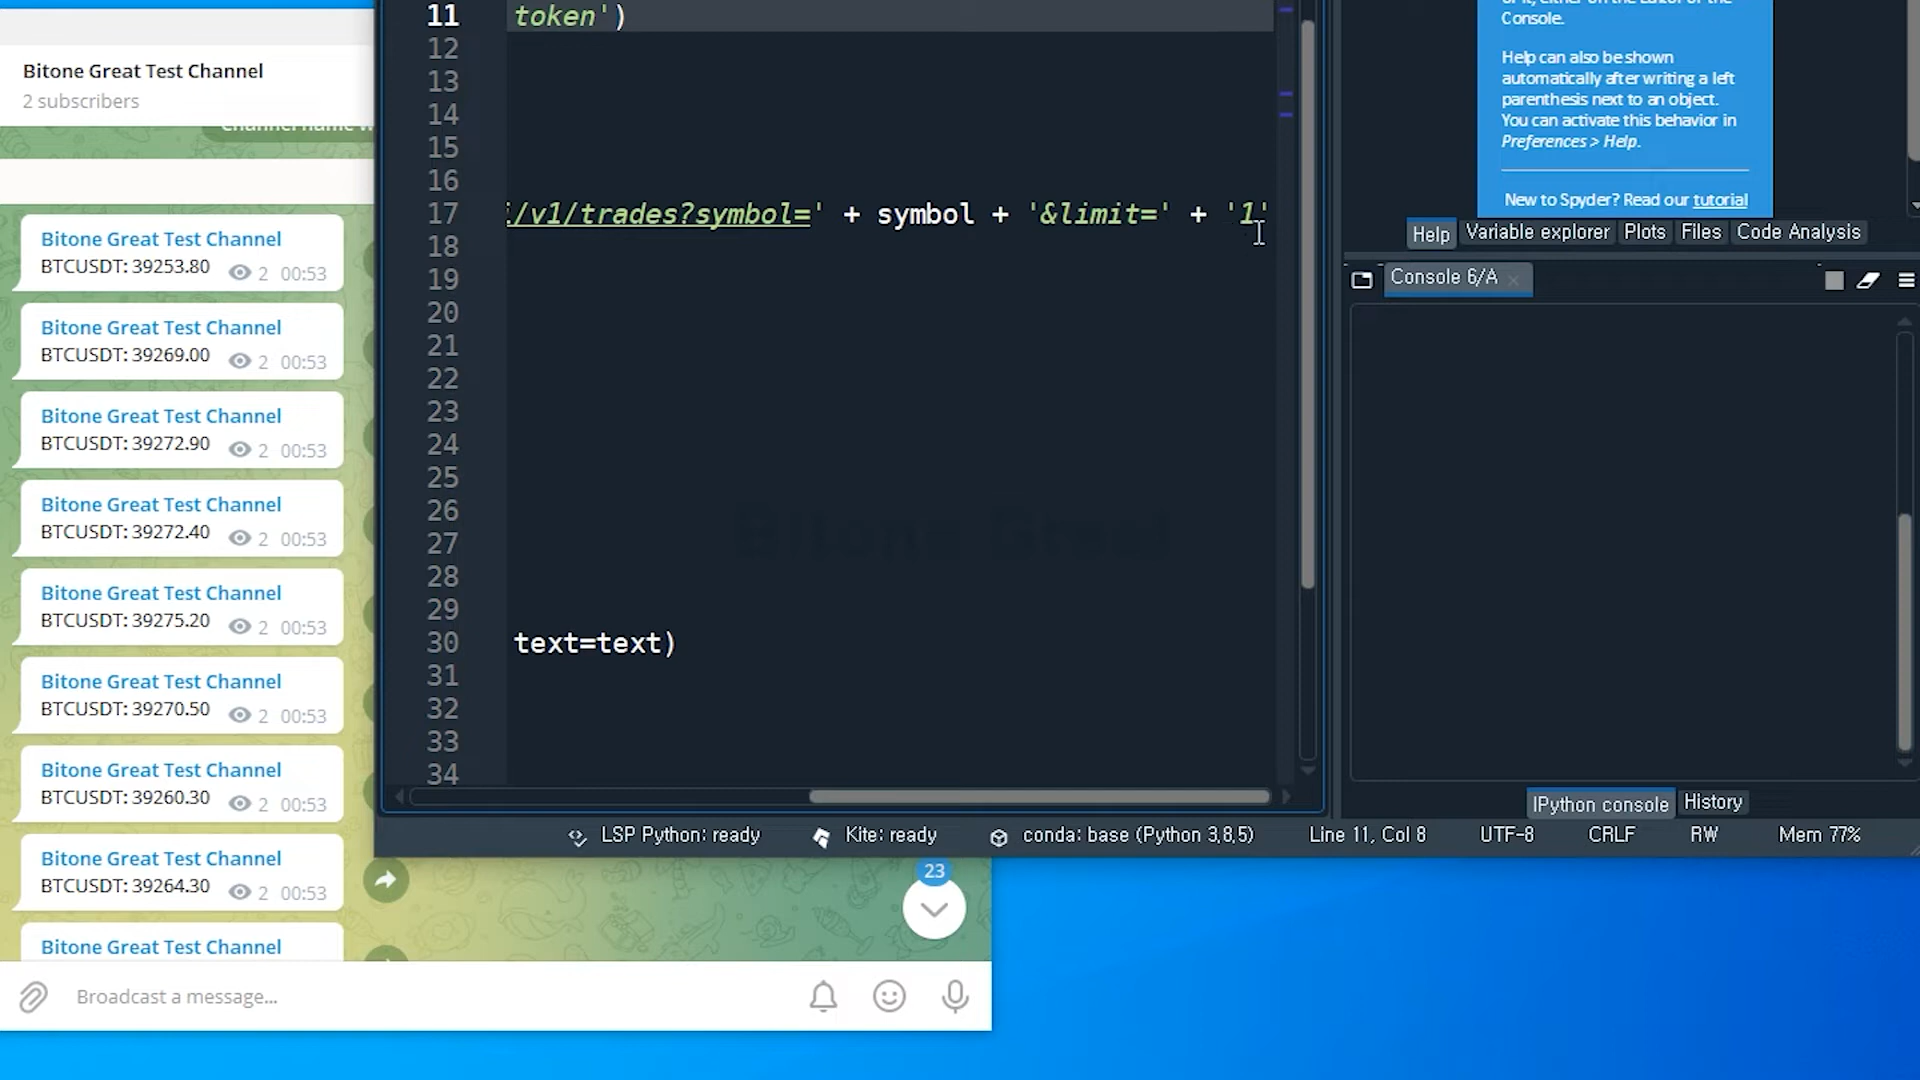 Bitone Great Test Channel
2 subscribers
Channel name w
Bitone Great Test Channel
BTCUSDT: 39253.80 2 00:53
Bitone Great Test Channel
BTCUSDT: 39269.00 2 00:53
Bitone Great Test Channel
BTCUSDT: 39272.90 2 00:53
Bitone Great Test Channel
BTCUSDT: 39272.40 2 00:53
Bitone Great Test Channel
BTCUSDT: 39275.20 2 00:53
Bitone Great Test Channel
BTCUSDT: 39270.50 2 00:53
Bitone Great Test Channel
BTCUSDT: 39260.30 2 00:53
Bitone Great Test Channel
BTCUSDT: 39264.30 2 00:53
Bitone Great Test Channel
23
Broadcast a message...
11 token')
12
13
14
15
16
17 /v1/trades?symbol=' + symbol + '&limit=' + '1'
18
19
20
21
22
23
24
25
26
27
28
29
30 text=text)
31
32
33
34
Console.
Help can also be shown
automatically after writing a left
parenthesis next to an object.
You can activate this behavior in
Preferences > Help.
New to Spyder? Read our tutorial
Help Variable explorer Plots Files Code Analysis
Console 6/A
IPython console History
LSP Python: ready Kite: ready conda: base (Python 3.8.5) Line 11, Col 8 UTF-8 CRLF RW Mem 77%